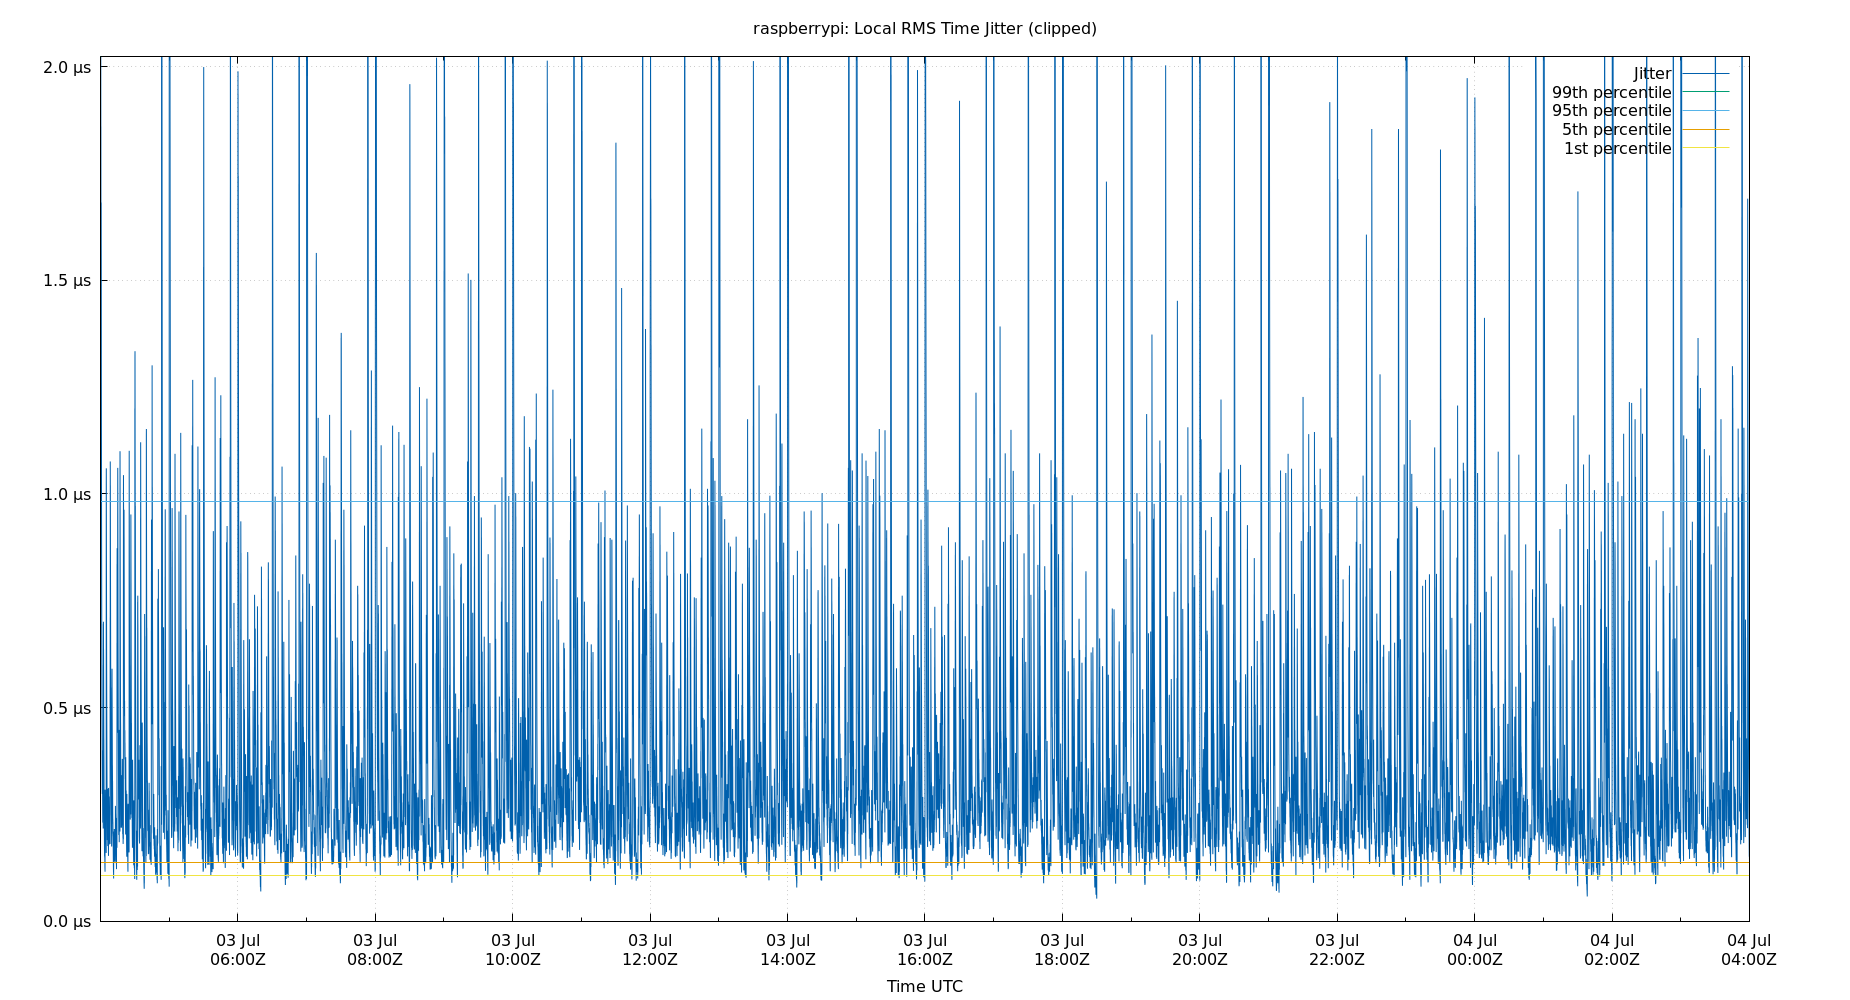 raspberrypi: Local RMS Time Jitter (clipped)
2.0 µs
1.5 µs
1.0 µs
0.5 µs
0.0 µs
Jitter
99th percentile
95th percentile
5th percentile
1st percentile
03 Jul 03 Jul 03 Jul 03 Jul 03 Jul 03 Jul 03 Jul 03 Jul 03 Jul 04 Jul 04 Jul 04 Jul
06:00Z 08:00Z 10:00Z 12:00Z 14:00Z 16:00Z 18:00Z 20:00Z 22:00Z 00:00Z 02:00Z 04:00Z
Time UTC